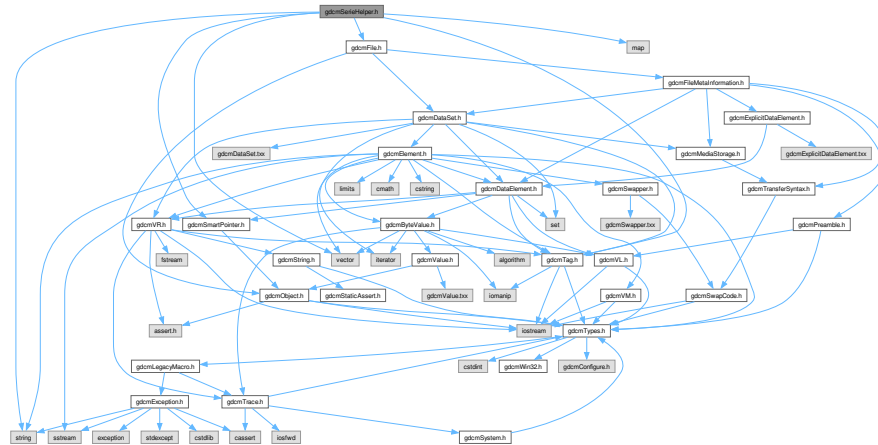 gdcmSerieHelper.h
gdcmFile.h
map
gdcmFileMetaInformation.h
gdcmDataSet.h
gdcmExplicitDataElement.h
gdcmDataSet.txx
gdcmElement.h
gdcmMediaStorage.h
gdcmExplicitDataElement.txx
limits
cmath
cstring
gdcmDataElement.h
gdcmSwapper.h
gdcmTransferSyntax.h
gdcmVR.h
gdcmSmartPointer.h
gdcmByteValue.h
set
gdcmSwapper.txx
gdcmPreamble.h
fstream
gdcmString.h
vector
iterator
gdcmValue.h
algorithm
gdcmTag.h
gdcmVL.h
gdcmObject.h
gdcmStaticAssert.h
gdcmValue.txx
iomanip
gdcmVM.h
gdcmSwapCode.h
assert.h
iostream
gdcmTypes.h
gdcmLegacyMacro.h
cstdint
gdcmWin32.h
gdcmConfigure.h
gdcmException.h
gdcmTrace.h
string
sstream
exception
stdexcept
cstdlib
cassert
iosfwd
gdcmSystem.h